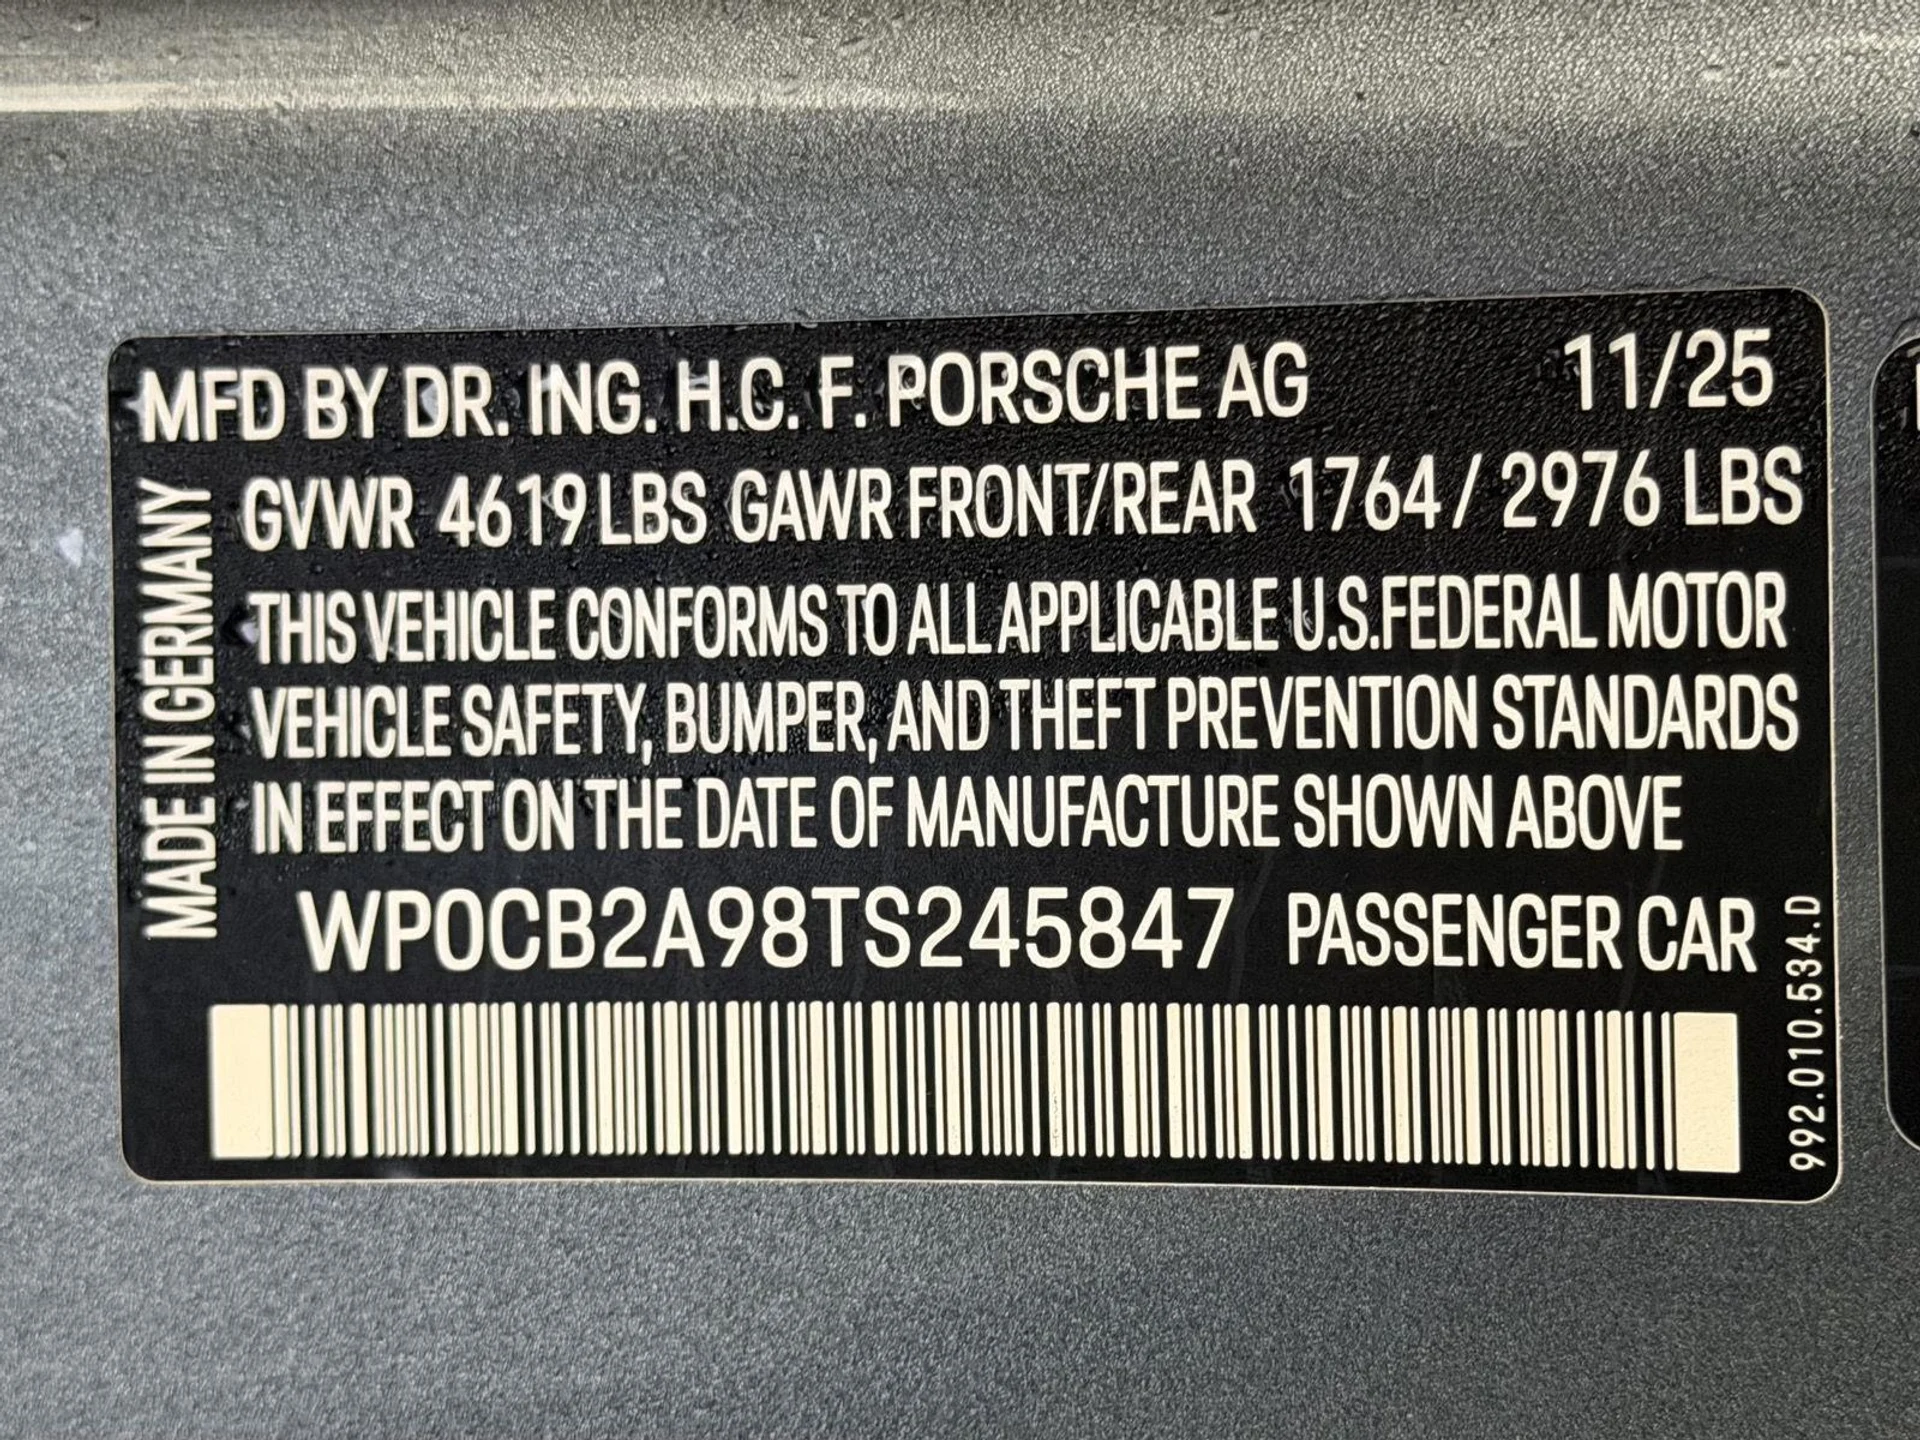 MFD BY DR. ING. H.C. F. PORSCHE AG 11/25
GVWR 4619 LBS GAWR FRONT/REAR 1764 / 2976 LBS
THIS VEHICLE CONFORMS TO ALL APPLICABLE U.S.FEDERAL MOTOR
VEHICLE SAFETY, BUMPER, AND THEFT PREVENTION STANDARDS
IN EFFECT ON THE DATE OF MANUFACTURE SHOWN ABOVE
WP0CB2A98TS245847 PASSENGER CAR
MADE IN GERMANY
992.010.534.D